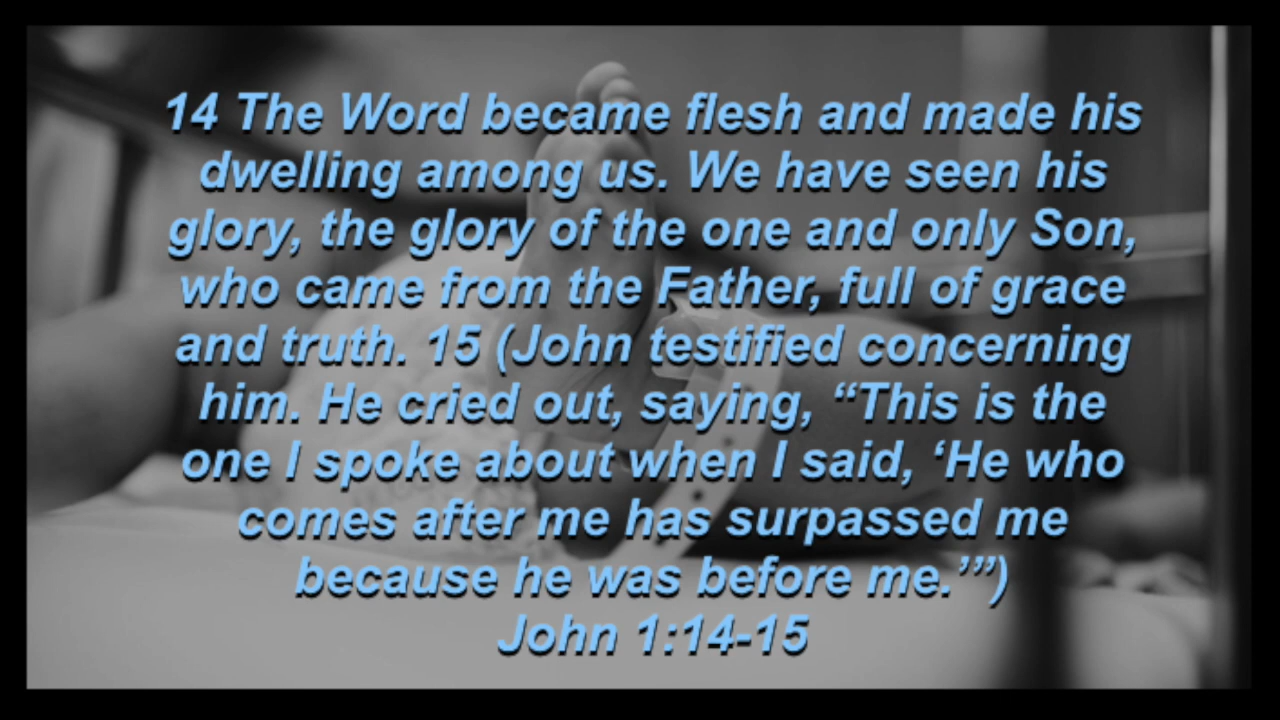 14 The Word became flesh and made his
dwelling among us. We have seen his
glory, the glory of the one and only Son,
who came from the Father, full of grace
and truth. 15 (John testified concerning
him. He cried out, saying, “This is the
one I spoke about when I said, ‘He who
comes after me has surpassed me
because he was before me.’”)
John 1:14-15